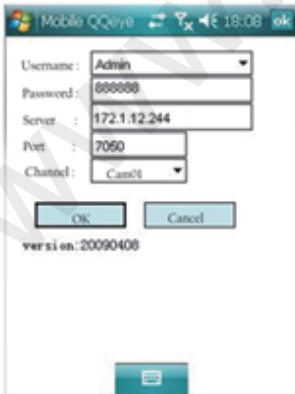 Mobile QQeye 18:08 ok
Username : Admin
Password : 888888
Server : 172.1.12.244
Port : 7050
Channel : Cam01
OK Cancel
version:20090408